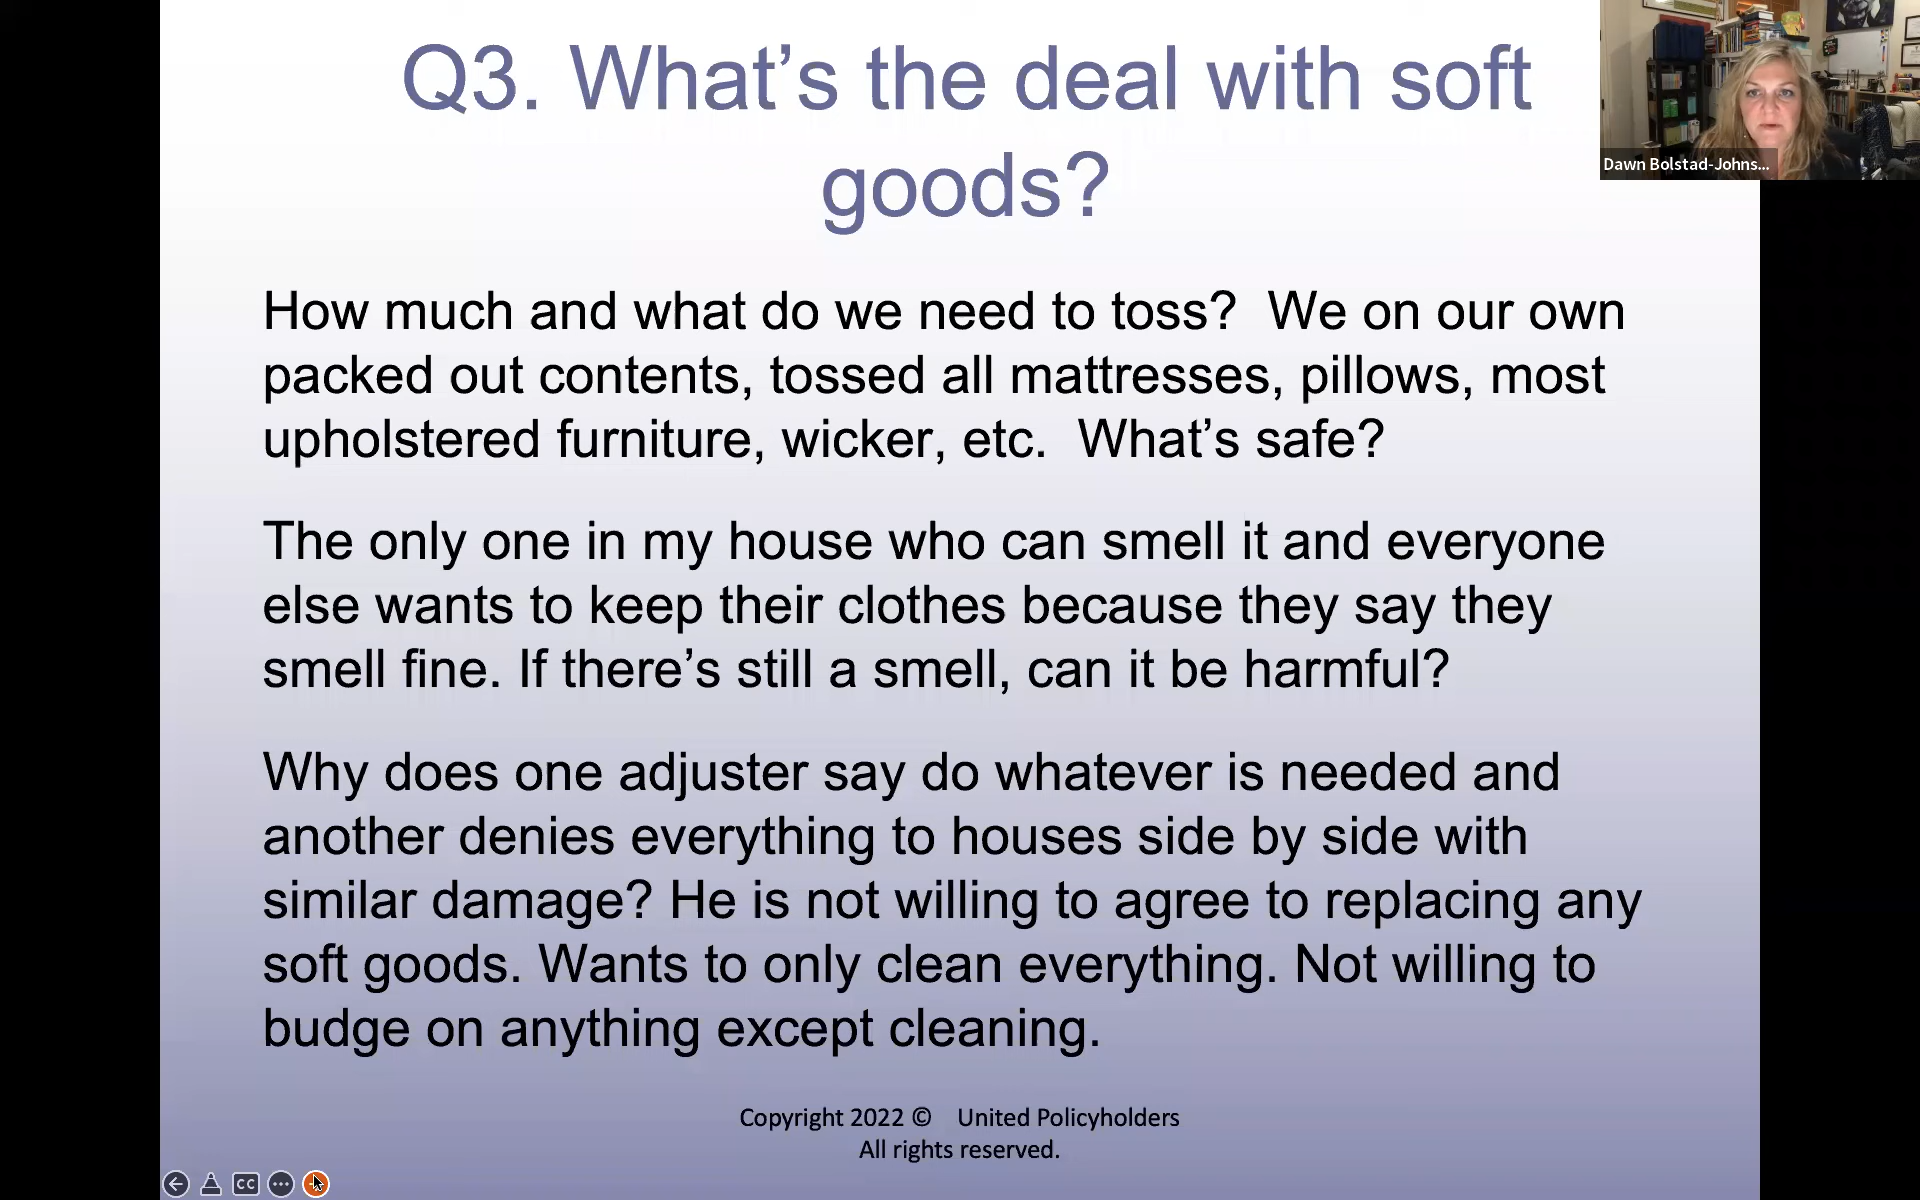 Q3. What’s the deal with soft
goods?
Dawn Bolstad-Johns...
How much and what do we need to toss?  We on our own
packed out contents, tossed all mattresses, pillows, most
upholstered furniture, wicker, etc.  What’s safe?
The only one in my house who can smell it and everyone
else wants to keep their clothes because they say they
smell fine. If there’s still a smell, can it be harmful?
Why does one adjuster say do whatever is needed and
another denies everything to houses side by side with
similar damage? He is not willing to agree to replacing any
soft goods. Wants to only clean everything. Not willing to
budge on anything except cleaning.
Copyright 2022 ©    United Policyholders
All rights reserved.
CC